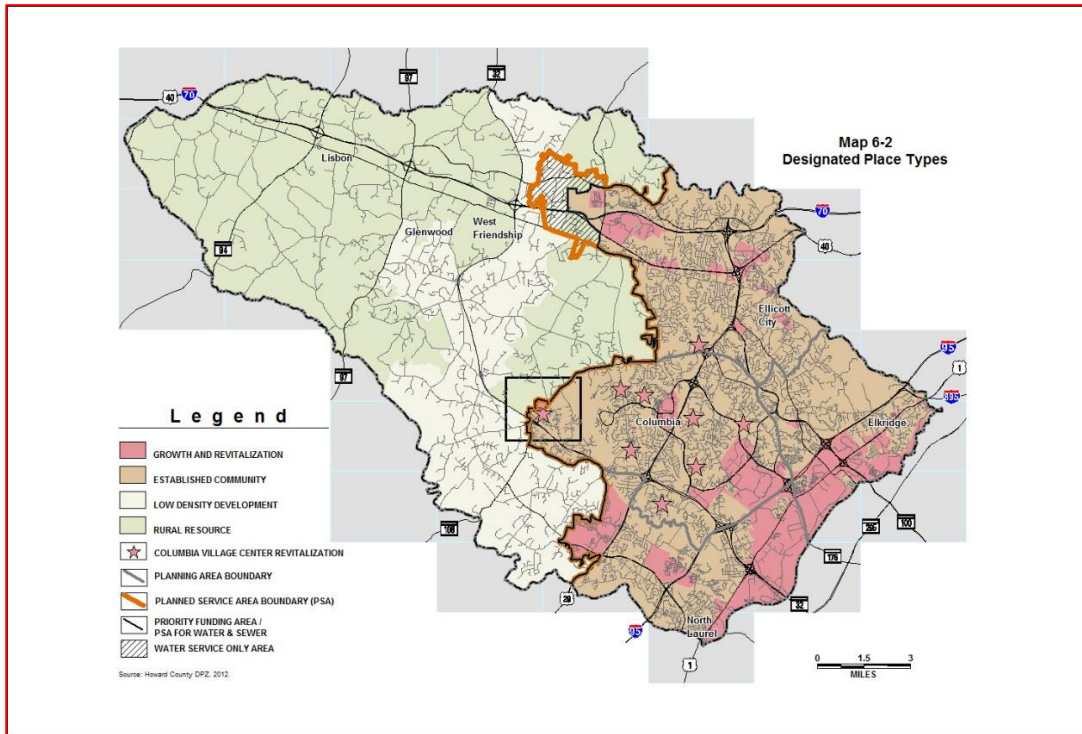 Map 6-2
Designated Place Types
97
32
40
70
Lisbon
West
Friendship
Glenwood
94
70
40
Ellicott
City
95
1
895
97
Columbia
Elkridge
108
295
100
175
32
29
North
Laurel
95
1
Legend
GROWTH AND REVITALIZATION
ESTABLISHED COMMUNITY
LOW DENSITY DEVELOPMENT
RURAL RESOURCE
COLUMBIA VILLAGE CENTER REVITALIZATION
PLANNING AREA BOUNDARY
PLANNED SERVICE AREA BOUNDARY (PSA)
PRIORITY FUNDING AREA /
PSA FOR WATER & SEWER
WATER SERVICE ONLY AREA
Source: Howard County DPZ, 2012.
0 1.5 3
MILES